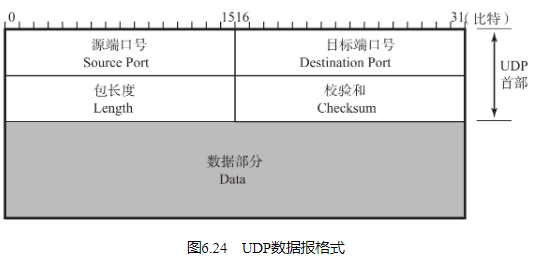 0 1516 31(比特)
源端口号 目标端口号
Source Port Destination Port
UDP
首部
包长度 校验和
Length Checksum
数据部分
Data
图6.24 UDP数据报格式